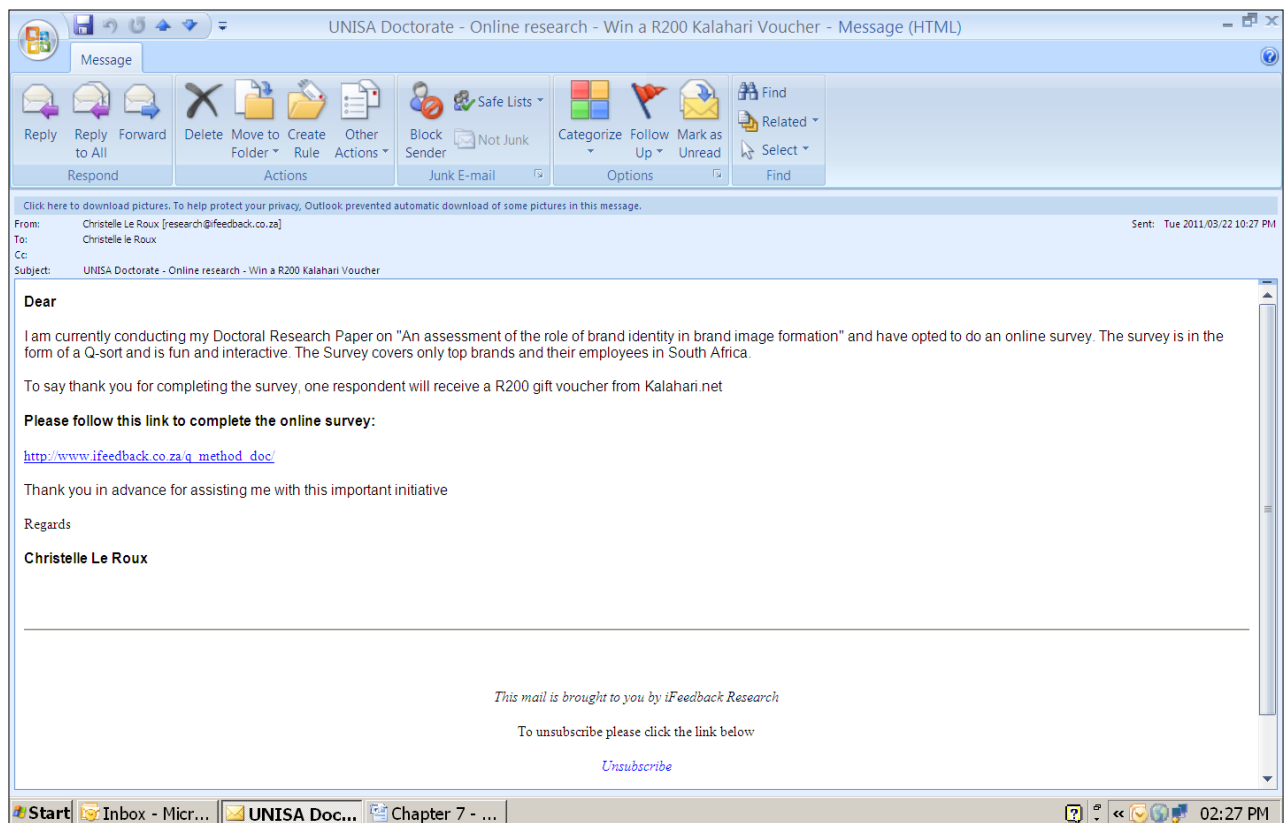 UNISA Doctorate - Online research - Win a R200 Kalahari Voucher - Message (HTML)
Message
Reply
Reply to All
Forward
Respond
Delete
Move to Folder
Create Rule
Other Actions
Actions
Block Sender
Safe Lists
Not Junk
Junk E-mail
Categorize
Follow Up
Mark as Unread
Options
Find
Related
Select
Find
Click here to download pictures. To help protect your privacy, Outlook prevented automatic download of some pictures in this message.
From: Christelle Le Roux [research@ifeedback.co.za] Sent: Tue 2011/03/22 10:27 PM
To: Christelle le Roux
Cc:
Subject: UNISA Doctorate - Online research - Win a R200 Kalahari Voucher
Dear
I am currently conducting my Doctoral Research Paper on "An assessment of the role of brand identity in brand image formation" and have opted to do an online survey. The survey is in the
form of a Q-sort and is fun and interactive. The Survey covers only top brands and their employees in South Africa.
To say thank you for completing the survey, one respondent will receive a R200 gift voucher from Kalahari.net
Please follow this link to complete the online survey:
http://www.ifeedback.co.za/q_method_doc/
Thank you in advance for assisting me with this important initiative
Regards
Christelle Le Roux
This mail is brought to you by iFeedback Research
To unsubscribe please click the link below
Unsubscribe
Start Inbox - Micr... UNISA Doc... Chapter 7 - ... 02:27 PM